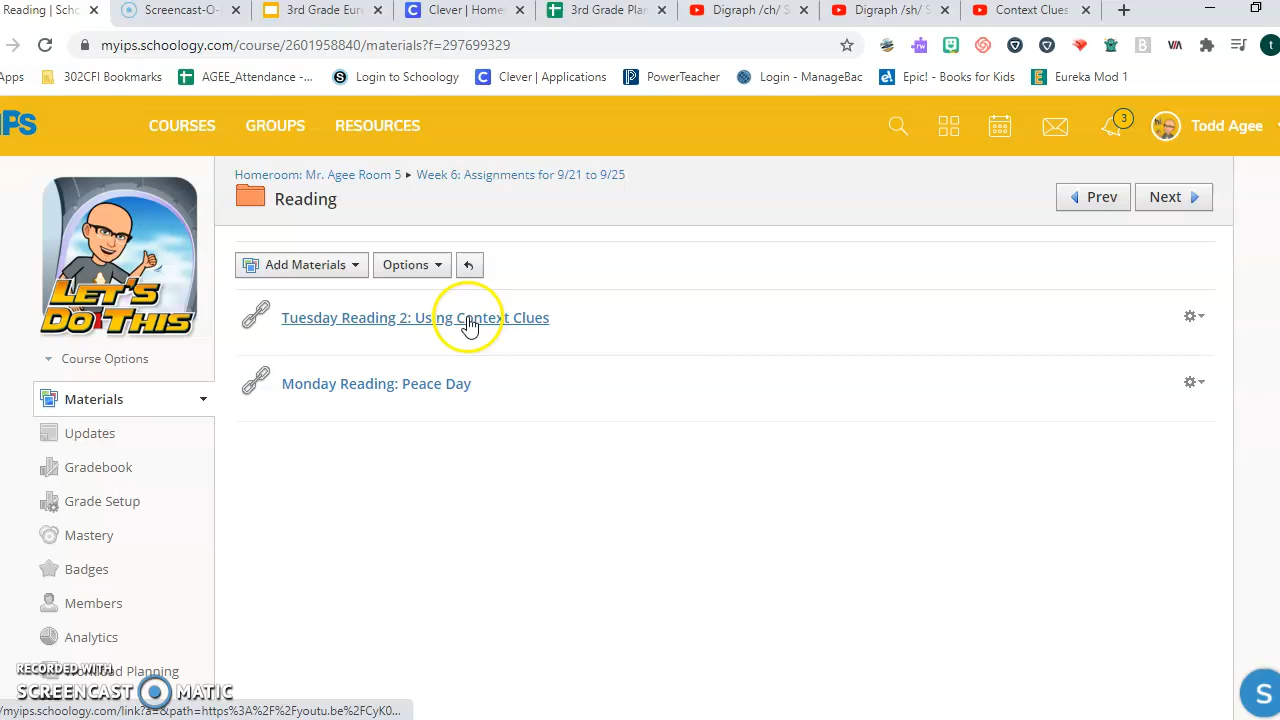 Reading | Scho
Screencast-O-
3rd Grade Euro
Clever | Home
3rd Grade Plan
Digraph /ch/ S
Digraph /sh/ S
Context Clues
myips.schoology.com/course/2601958840/materials?f=297699329
Apps
302CFI Bookmarks
AGEE_Attendance -...
Login to Schoology
Clever | Applications
PowerTeacher
Login - ManageBac
Epic! - Books for Kids
Eureka Mod 1
IPS
COURSES
GROUPS
RESOURCES
3
Todd Agee
LET'S
DO THIS
Homeroom: Mr. Agee Room 5 ▸ Week 6: Assignments for 9/21 to 9/25
Reading
Prev
Next
Add Materials
Options
Tuesday Reading 2: Using Context Clues
Monday Reading: Peace Day
Course Options
Materials
Updates
Gradebook
Grade Setup
Mastery
Badges
Members
Analytics
Workload Planning
RECORDED WITH
SCREENCAST MATIC
/myips.schoology.com/link?a=&path=https%3A%2F%2Fyoutu.be%2FCyK0...
S